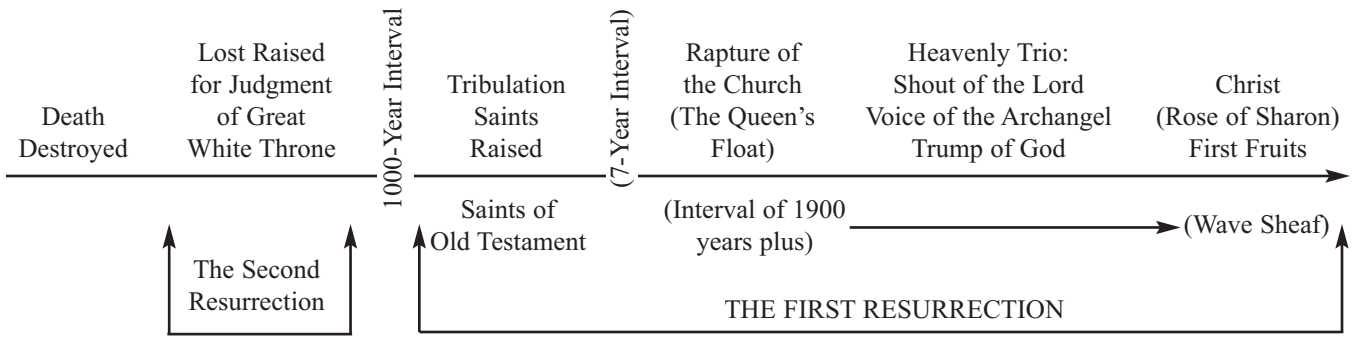 Death
Destroyed
Lost Raised
for Judgment
of Great
White Throne
1000-Year Interval
Tribulation
Saints
Raised
(7-Year Interval)
Rapture of
the Church
(The Queen's
Float)
Heavenly Trio:
Shout of the Lord
Voice of the Archangel
Trump of God
Christ
(Rose of Sharon)
First Fruits
Saints of
Old Testament
(Interval of 1900
years plus)
(Wave Sheaf)
The Second
Resurrection
THE FIRST RESURRECTION